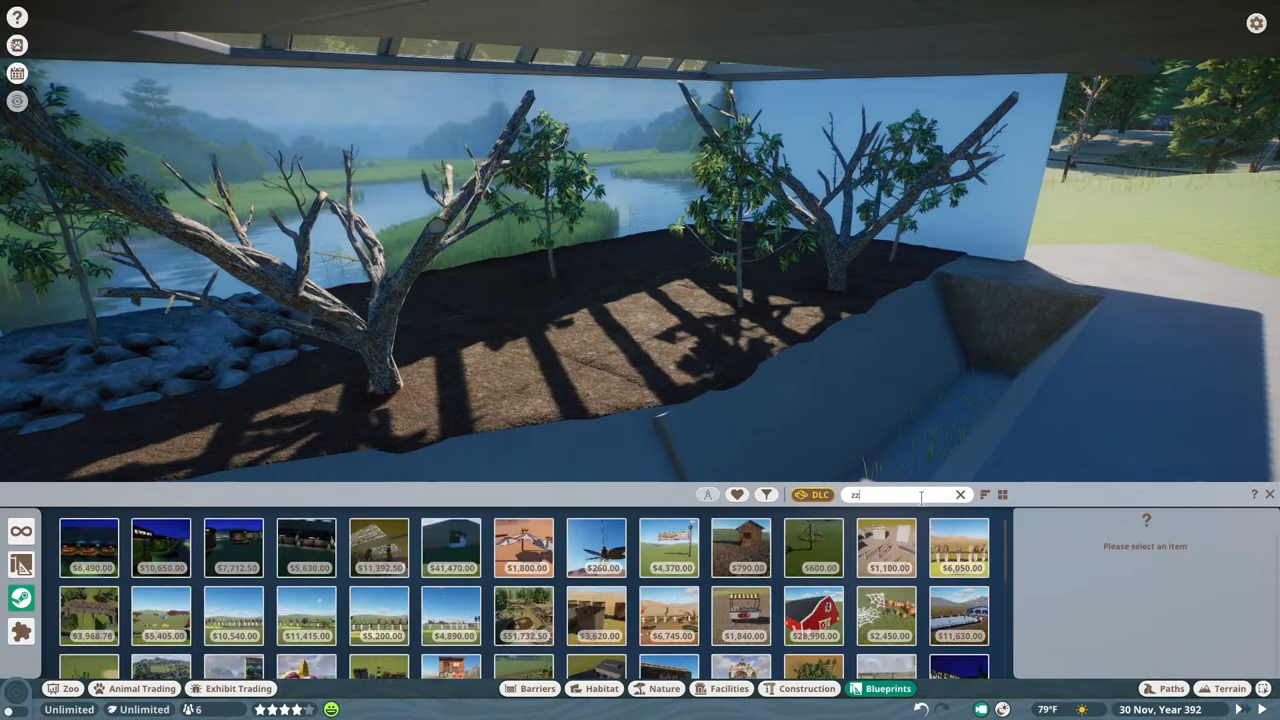 ?
DLC
zz
?
$6,490.00
$10,650.00
$7,712.50
$5,630.00
$11,392.50
$41,470.00
$1,800.00
$260.00
$4,370.00
$790.00
$600.00
$1,100.00
$6,050.00
$3,968.78
$5,405.00
$10,540.00
$11,415.00
$5,200.00
$4,890.00
$51,732.50
$3,620.00
$6,745.00
$1,840.00
$28,990.00
$2,450.00
$11,630.00
?
Please select an item
Zoo
Animal Trading
Exhibit Trading
Barriers
Habitat
Nature
Facilities
Construction
Blueprints
Paths
Terrain
Unlimited
Unlimited
6
79°F
30 Nov, Year 392